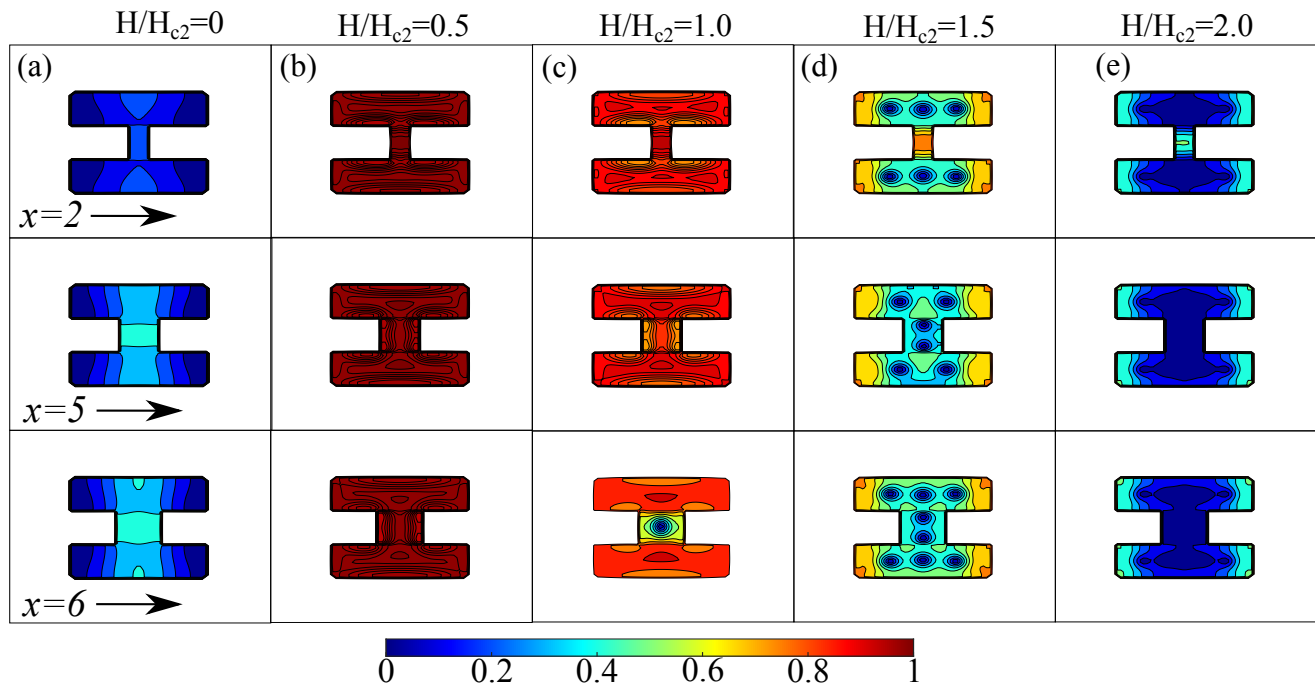 H/Hc2=0 H/Hc2=0.5 H/Hc2=1.0 H/Hc2=1.5 H/Hc2=2.0
(a) (b) (c) (d) (e)
x=2
x=5
x=6
0 0.2 0.4 0.6 0.8 1